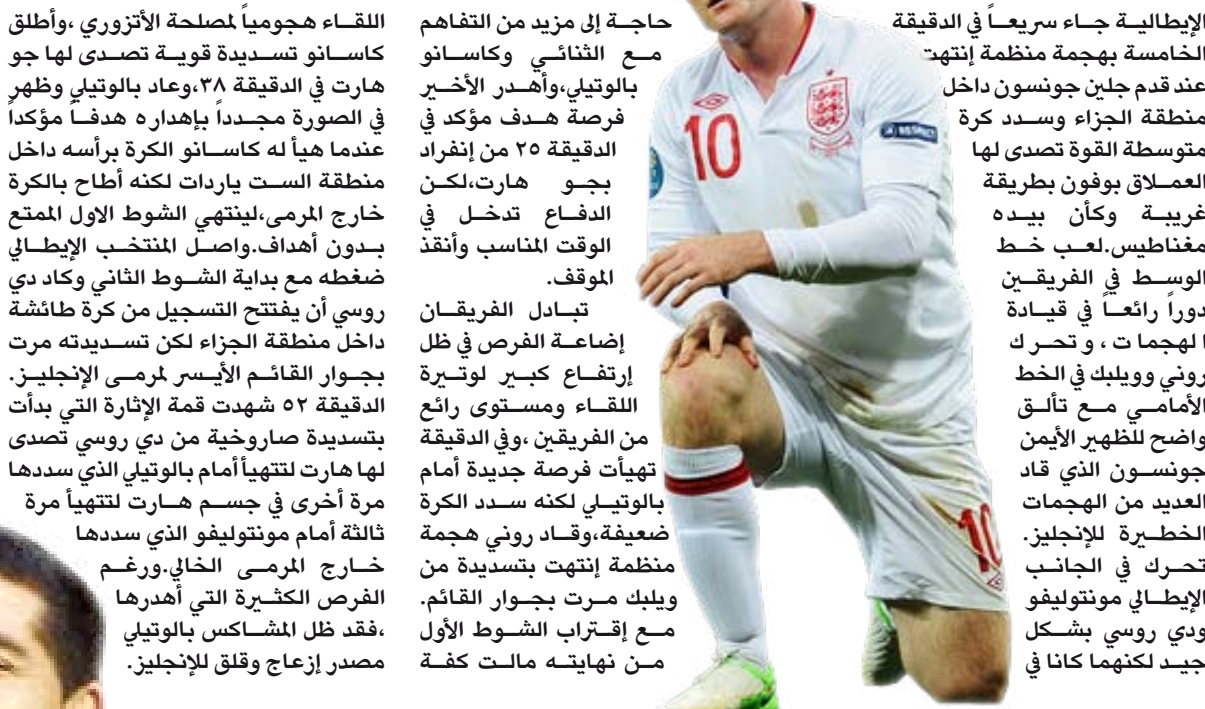 الإيطالية جاء سريعاً في الدقيقة
الخامسة بهجمة منظمة إنتهت
عند قدم جلين جونسون داخل
منطقة الجزاء وسدد كرة
متوسطة القوة تصدى لها
العملاق بوفون بطريقة
غريبة وكأن بيده
مغناطيس.لعب خط
الوسط في الفريقين
دوراً رائعاً في قيادة
ا لهجما ت ، و تحر ك
روني وويلبك في الخط
الأمامي مع تألق
واضح للظهير الأيمن
جونسون الذي قاد
العديد من الهجمات
الخطيرة للإنجليز.
تحرك في الجانب
الإيطالي مونتوليفو
ودي روسي بشكل
جيد لكنهما كانا في
حاجة إلى مزيد من التفاهم
مع الثنائي وكاسانو
بالوتيلي،وأهدر الأخير
فرصة هدف مؤكد في
الدقيقة ٢٥ من إنفراد
بجو هارت،لكن
الدفاع تدخل في
الوقت المناسب وأنقذ
الموقف.
تبادل الفريقان
إضاعة الفرص في ظل
إرتفاع كبير لوتيرة
اللقاء ومستوى رائع
من الفريقين ،وفي الدقيقة
تهيأت فرصة جديدة أمام
بالوتيلي لكنه سدد الكرة
ضعيفة،وقاد روني هجمة
منظمة إنتهت بتسديدة من
ويلبك مرت بجوار القائم.
مع إقتراب الشوط الأول
من نهايته مالت كفة
اللقاء هجومياً لمصلحة الأتزوري ،وأطلق
كاسانو تسديدة قوية تصدى لها جو
هارت في الدقيقة ٣٨،وعاد بالوتيلي وظهر
في الصورة مجدداً بإهداره هدفاً مؤكداً
عندما هيأ له كاسانو الكرة برأسه داخل
منطقة الست ياردات لكنه أطاح بالكرة
خارج المرمى،لينتهي الشوط الاول الممتع
بدون أهداف.واصل المنتخب الإيطالي
ضغطه مع بداية الشوط الثاني وكاد دي
روسي أن يفتتح التسجيل من كرة طائشة
داخل منطقة الجزاء لكن تسديدته مرت
بجوار القائم الأيسر لمرمى الإنجليز.
الدقيقة ٥٢ شهدت قمة الإثارة التي بدأت
بتسديدة صاروخية من دي روسي تصدى
لها هارت لتتهيأ أمام بالوتيلي الذي سددها
مرة أخرى في جسم هارت لتتهيأ مرة
ثالثة أمام مونتوليفو الذي سددها
خارج المرمى الخالي.ورغم
الفرص الكثيرة التي أهدرها
،فقد ظل المشاكس بالوتيلي
مصدر إزعاج وقلق للإنجليز.
10
RESPECT
10